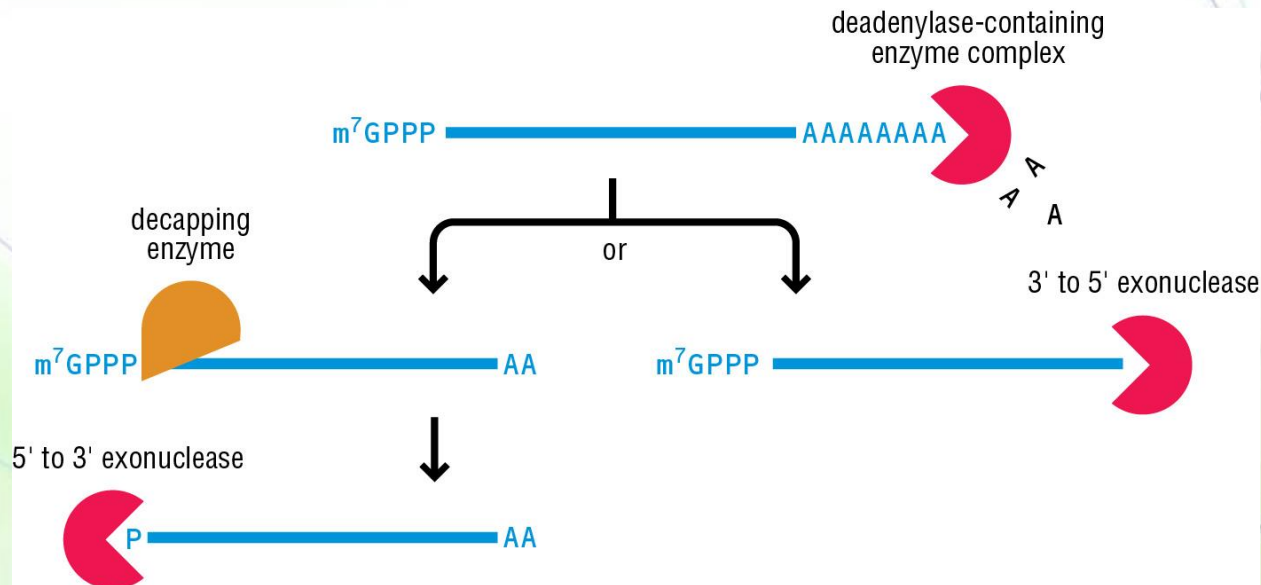 deadenylase-containing
enzyme complex
m⁷GPPP AAAAAAAA
A
A A
decapping
enzyme
or
3' to 5' exonuclease
m⁷GPPP AA m⁷GPPP
5' to 3' exonuclease
P AA